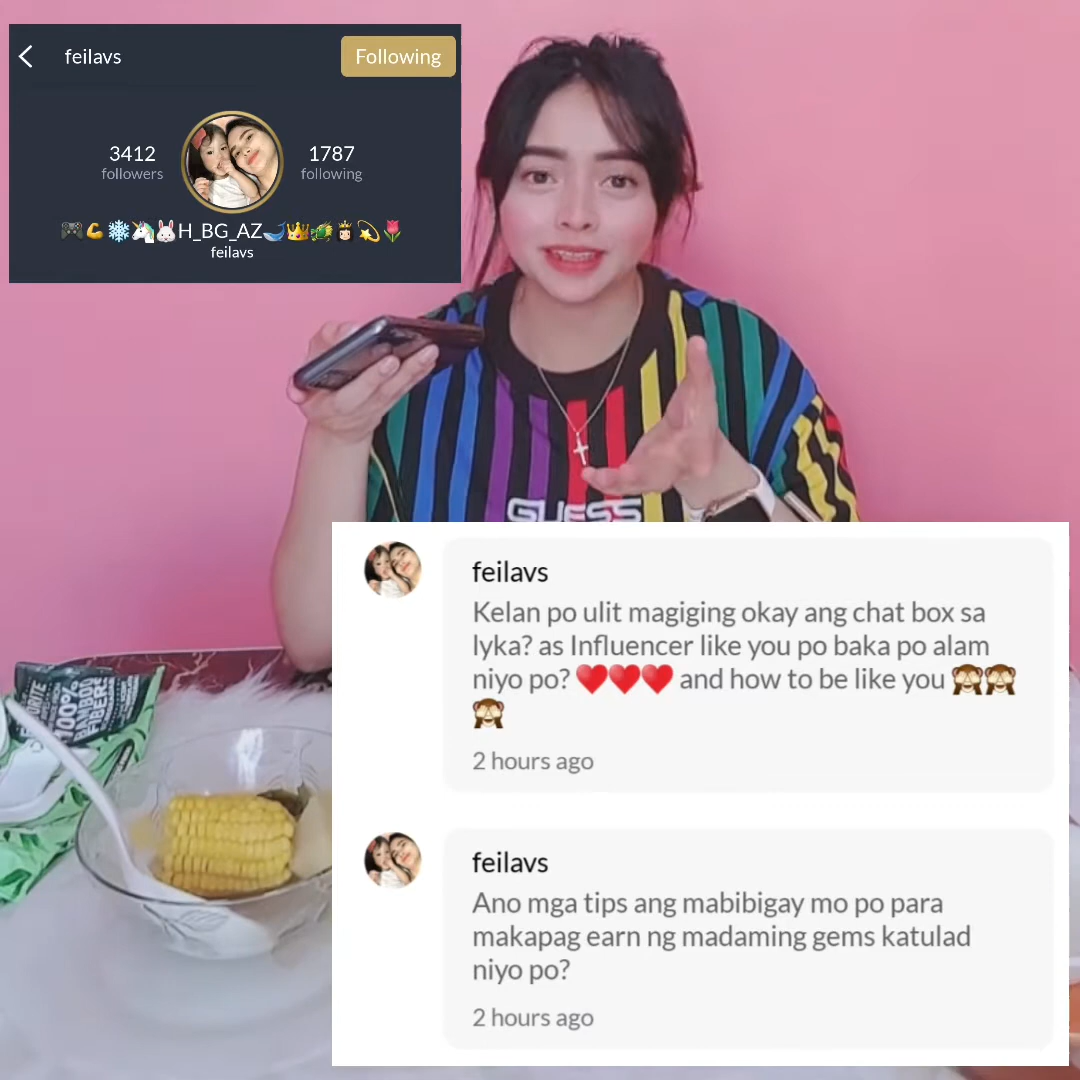 feilavs
Following
3412
followers
1787
following
🎮💪❄️🦄🐰H_BG_AZ🌙👑🐲👸💫🌷
feilavs
GUESS
100%
BAMBOO
FIBER
feilavs
Kelan po ulit magiging okay ang chat box sa
lyka? as Influencer like you po baka po alam
niyo po? ♥️♥️♥️ and how to be like you 🙈🙈
🙈
2 hours ago
feilavs
Ano mga tips ang mabibigay mo po para
makapag earn ng madaming gems katulad
niyo po?
2 hours ago